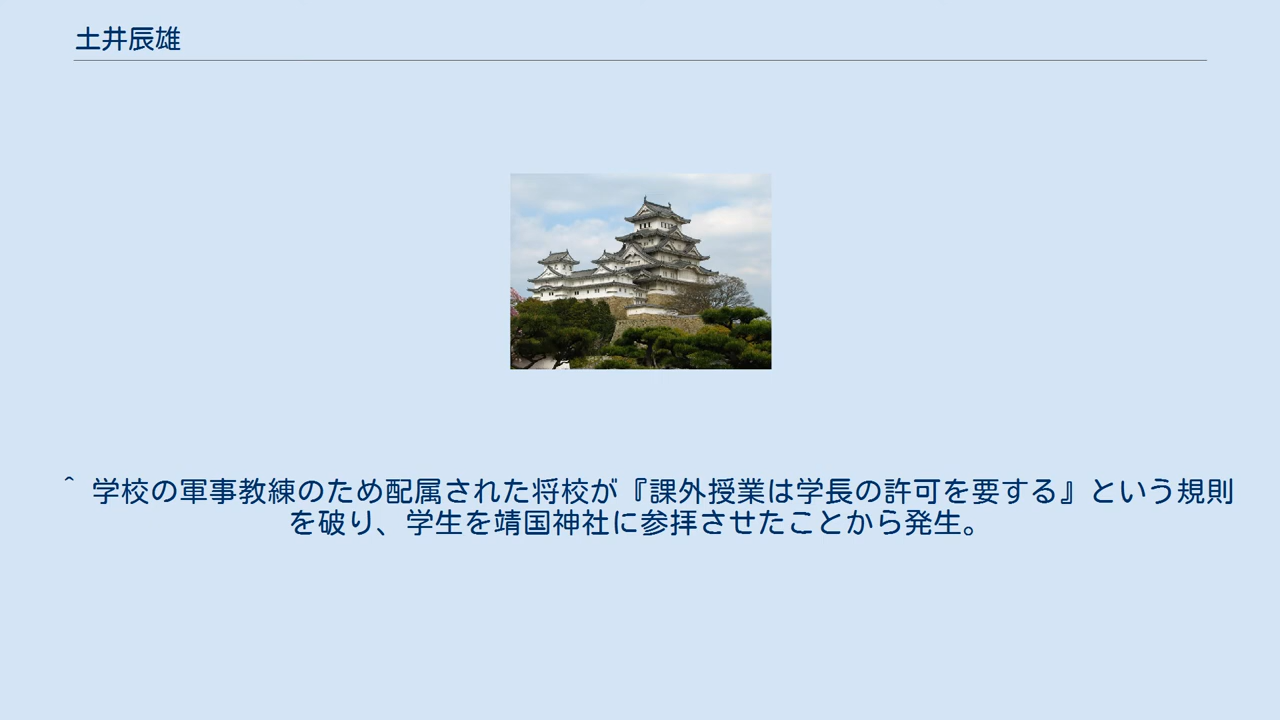 土井辰雄
^ 学校の軍事教練のため配属された将校が『課外授業は学長の許可を要する』という規則
を破り、学生を靖国神社に参拝させたことから発生。